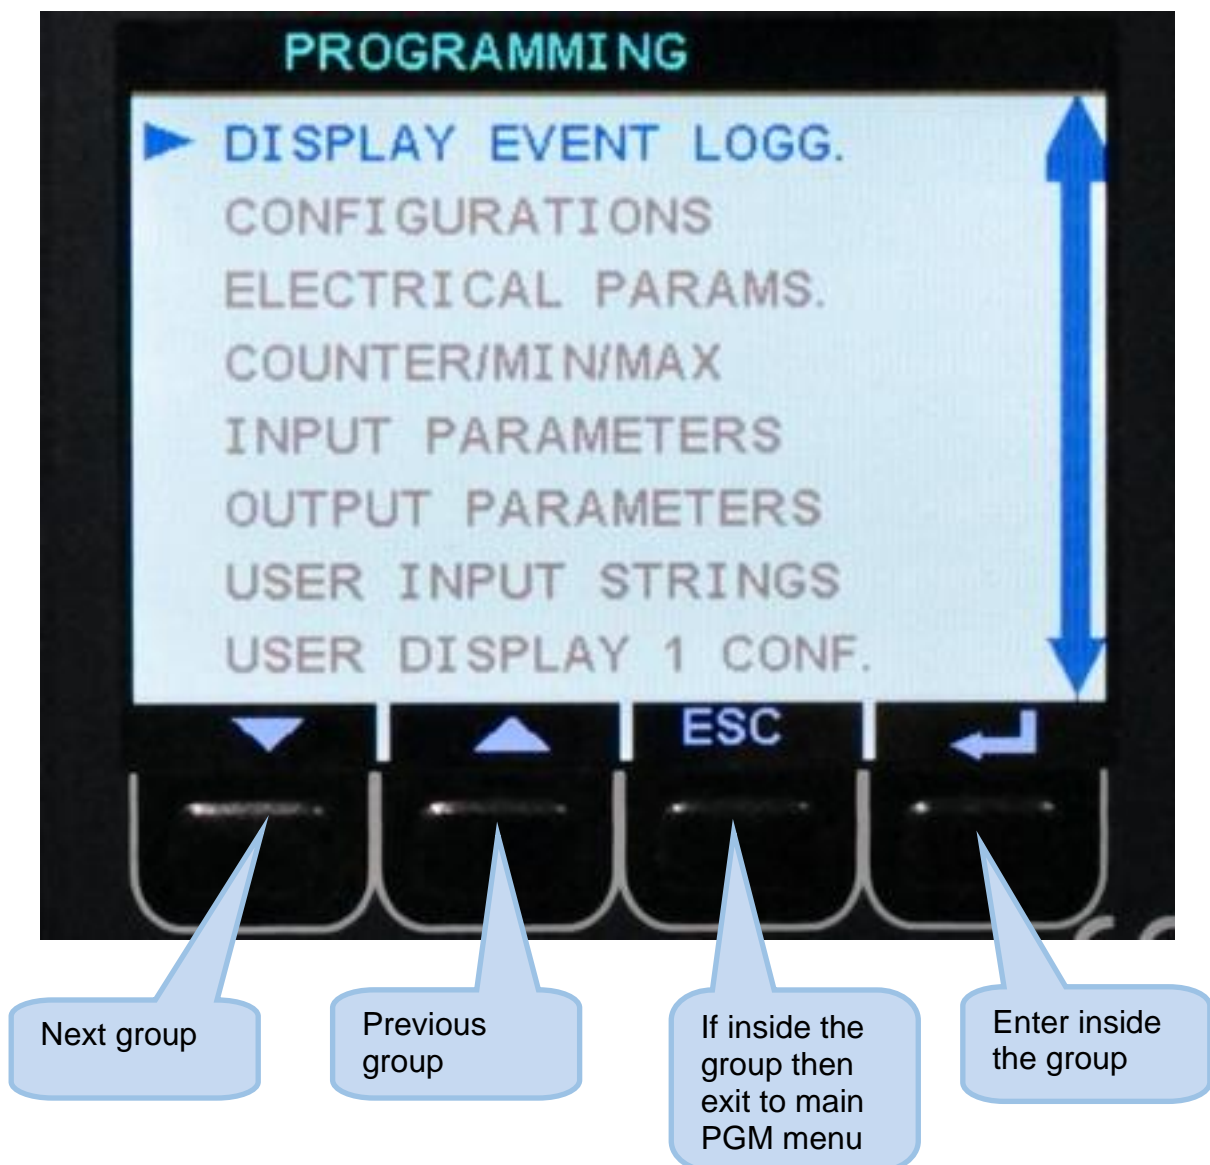 PROGRAMMING
DISPLAY EVENT LOGG.
CONFIGURATIONS
ELECTRICAL PARAMS.
COUNTER/MIN/MAX
INPUT PARAMETERS
OUTPUT PARAMETERS
USER INPUT STRINGS
USER DISPLAY 1 CONF.
ESC
Next group
Previous
group
If inside the
group then
exit to main
PGM menu
Enter inside
the group